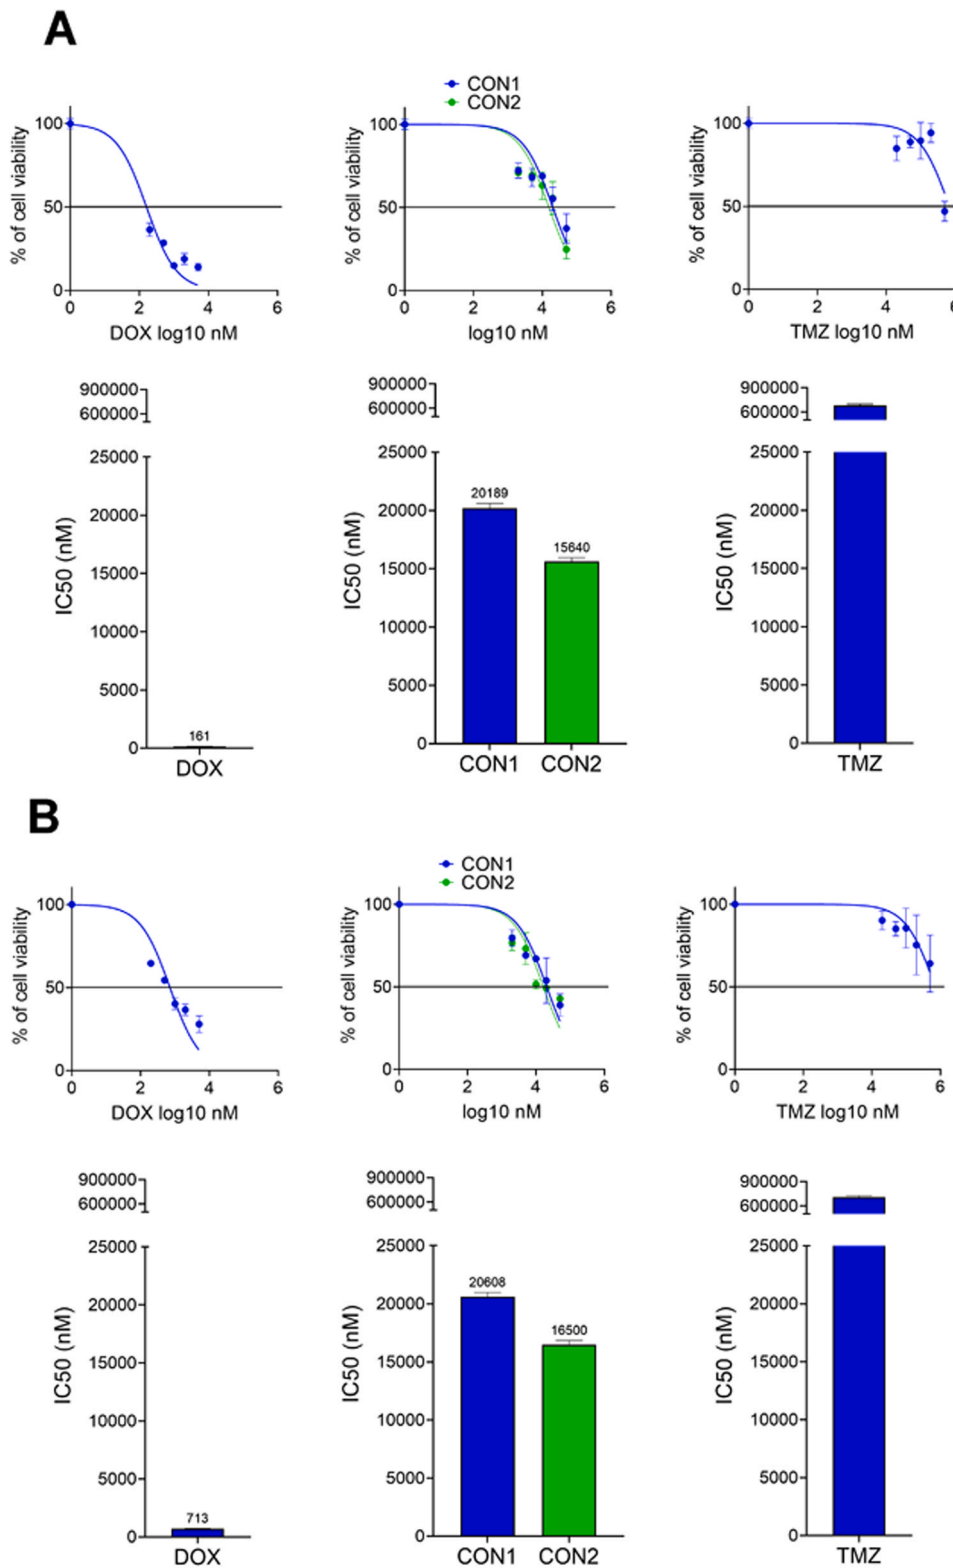 A
CON1
CON2
% of cell viability
100
50
0
0 2 4 6
DOX log10 nM
% of cell viability
100
50
0
0 2 4 6
log10 nM
% of cell viability
100
50
0
0 2 4 6
TMZ log10 nM
900000
600000
25000
20000
15000
10000
5000
0
IC50 (nM)
161
DOX
900000
600000
25000
20000
15000
10000
5000
0
IC50 (nM)
20189
15640
CON1 CON2
900000
600000
25000
20000
15000
10000
5000
0
IC50 (nM)
TMZ
B
CON1
CON2
% of cell viability
100
50
0
0 2 4 6
DOX log10 nM
% of cell viability
100
50
0
0 2 4 6
log10 nM
% of cell viability
100
50
0
0 2 4 6
TMZ log10 nM
900000
600000
25000
20000
15000
10000
5000
0
IC50 (nM)
713
DOX
900000
600000
25000
20000
15000
10000
5000
0
IC50 (nM)
20608
16500
CON1 CON2
900000
600000
25000
20000
15000
10000
5000
0
IC50 (nM)
TMZ